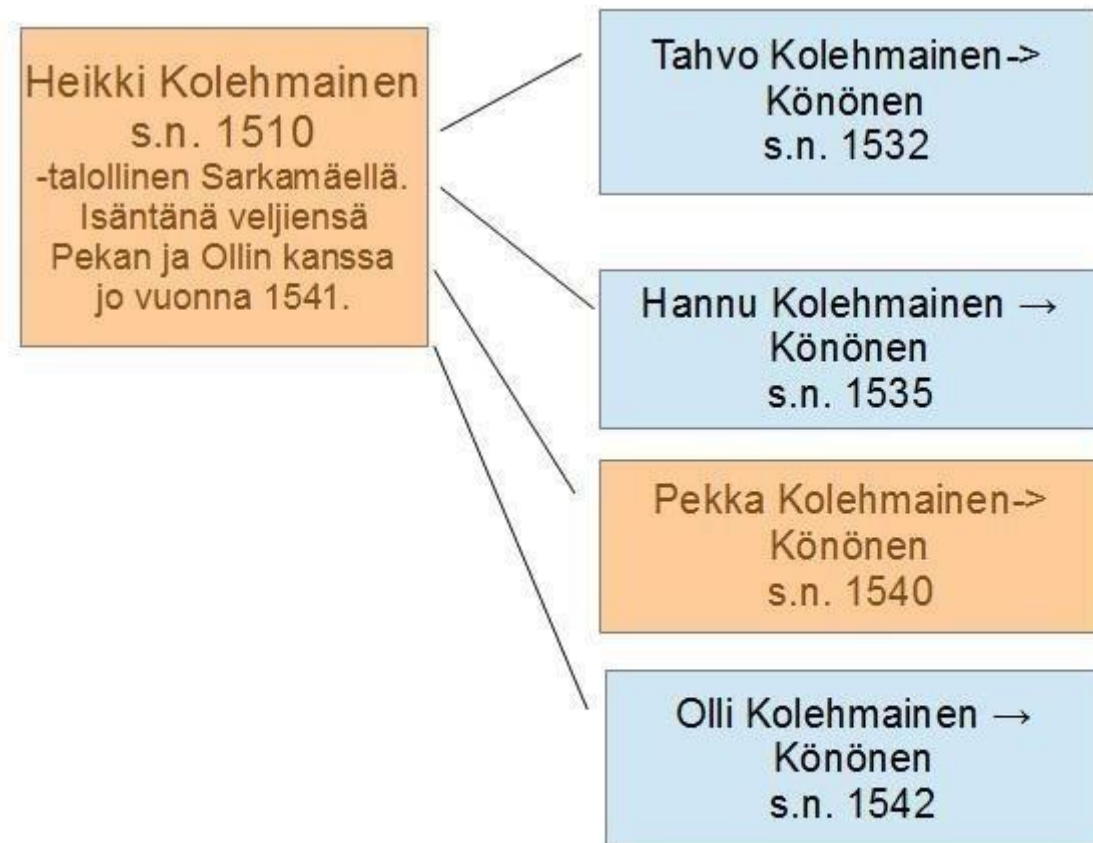 Heikki Kolehmainen
s.n. 1510
-talollinen Sarkamäellä.
Isäntänä veljiensä
Pekan ja Ollin kanssa
jo vuonna 1541.
Tahvo Kolehmainen->
Könönen
s.n. 1532
Hannu Kolehmainen →
Könönen
s.n. 1535
Pekka Kolehmainen->
Könönen
s.n. 1540
Olli Kolehmainen →
Könönen
s.n. 1542